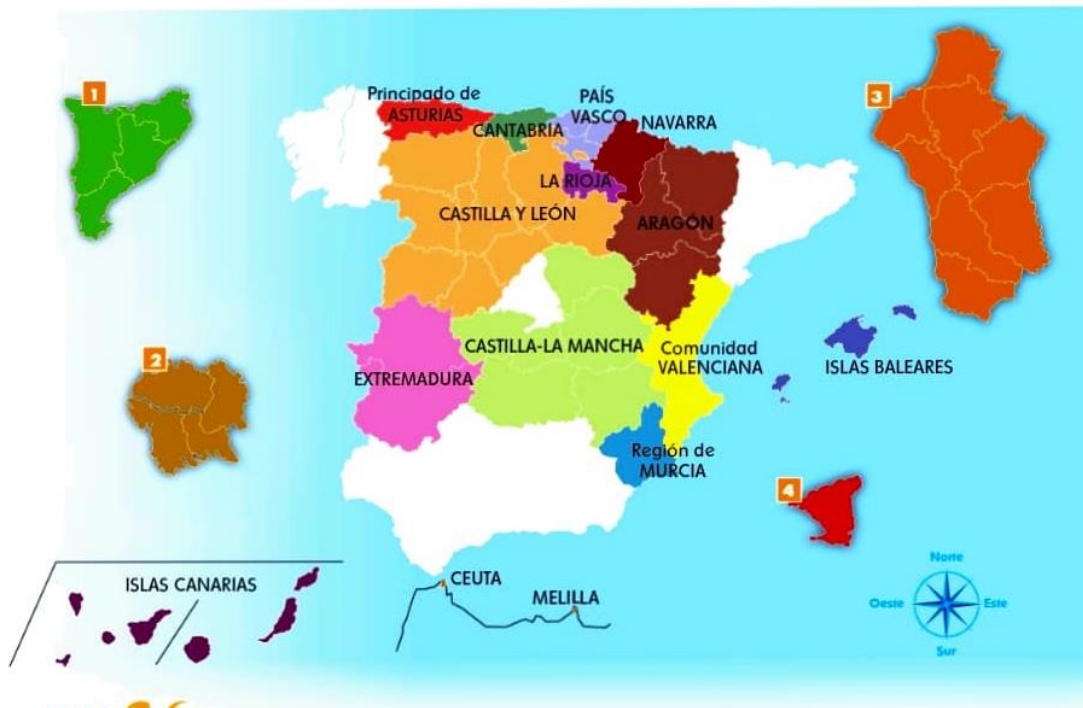 1
Principado de
ASTURIAS
CANTABRIA
PAÍS
VASCO
NAVARRA
3
LA RIOJA
CASTILLA Y LEÓN
ARAGÓN
2
EXTREMADURA
CASTILLA-LA MANCHA
Comunidad
VALENCIANA
ISLAS BALEARES
Región de
MURCIA
4
ISLAS CANARIAS
CEUTA
MELILLA
Norte
Oeste
Este
Sur